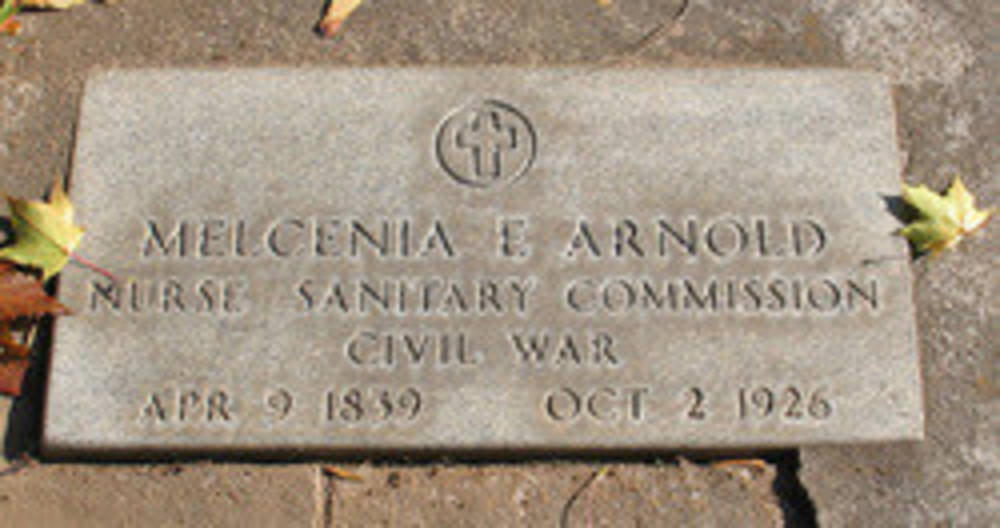 MELCENIA E ARNOLD
NURSE SANITARY COMMISSION
CIVIL WAR
APR 9 1839 OCT 2 1926